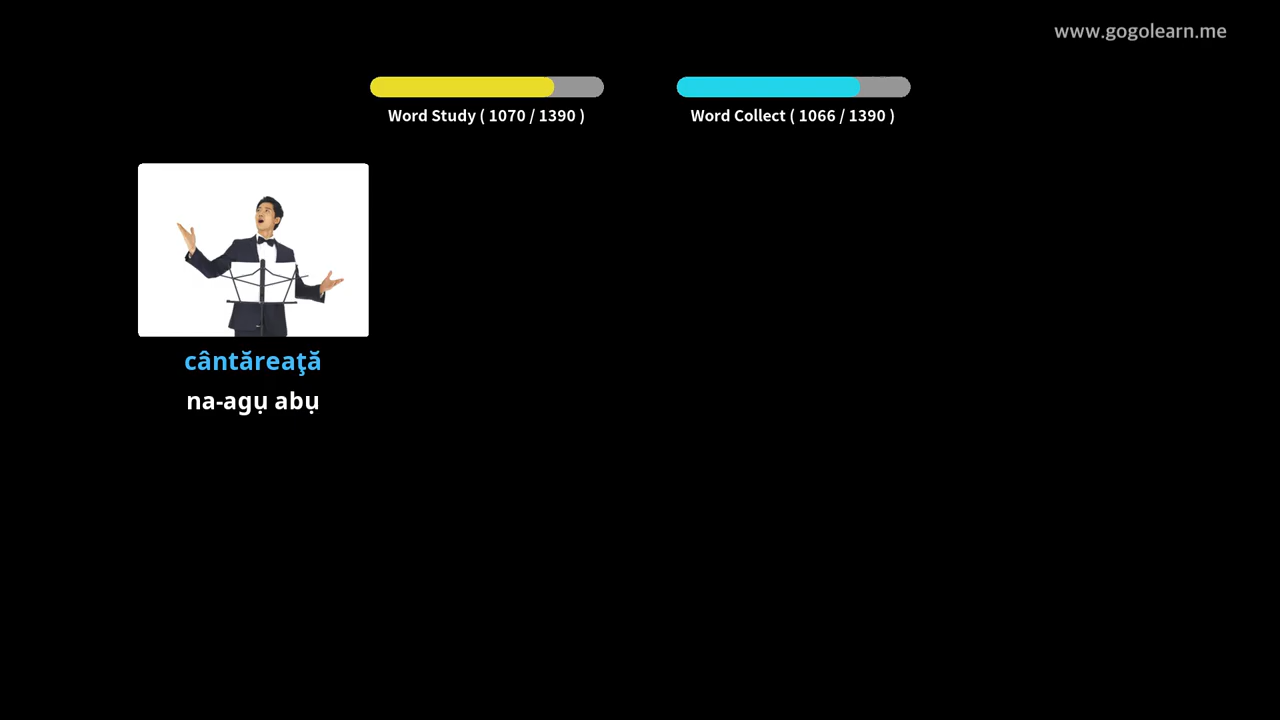 www.gogolearn.me
Word Study ( 1070 / 1390 )
Word Collect ( 1066 / 1390 )
cântăreaţă
na-agụ abụ